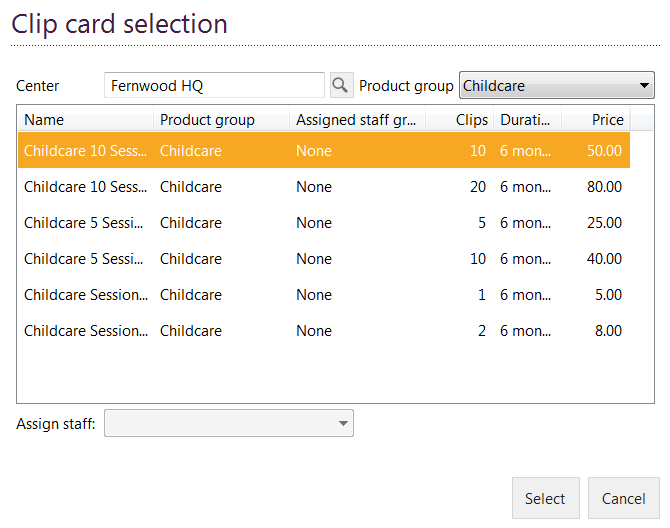 Clip card selection
Center Fernwood HQ Product group Childcare
Name Product group Assigned staff gr... Clips Durati... Price
Childcare 10 Sess... Childcare None 10 6 mon... 50.00
Childcare 10 Sess... Childcare None 20 6 mon... 80.00
Childcare 5 Sessi... Childcare None 5 6 mon... 25.00
Childcare 5 Sessi... Childcare None 10 6 mon... 40.00
Childcare Session... Childcare None 1 6 mon... 5.00
Childcare Session... Childcare None 2 6 mon... 8.00
Assign staff:
Select Cancel